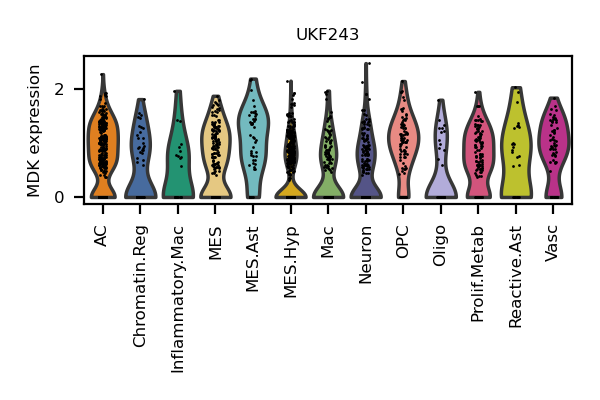 UKF243
MDK expression
2
0
AC
Chromatin.Reg
Inflammatory.Mac
MES
MES.Ast
MES.Hyp
Mac
Neuron
OPC
Oligo
Prolif.Metab
Reactive.Ast
Vasc